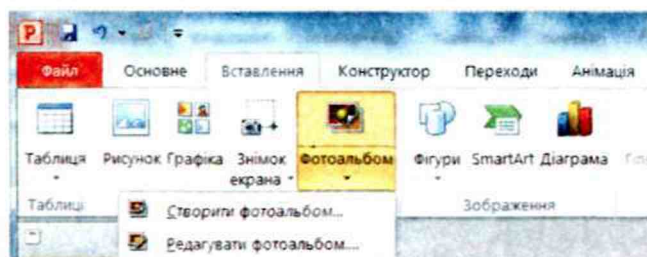 P
Файл Основне Вставлення Конструктор Переходи Анімація
Таблиця Рисунок Графіка Знімок екрана Фотоальбом Фігури SmartArt Діаграма
Таблиці Зображення
Створити фотоальбом...
Редагувати фотоальбом....